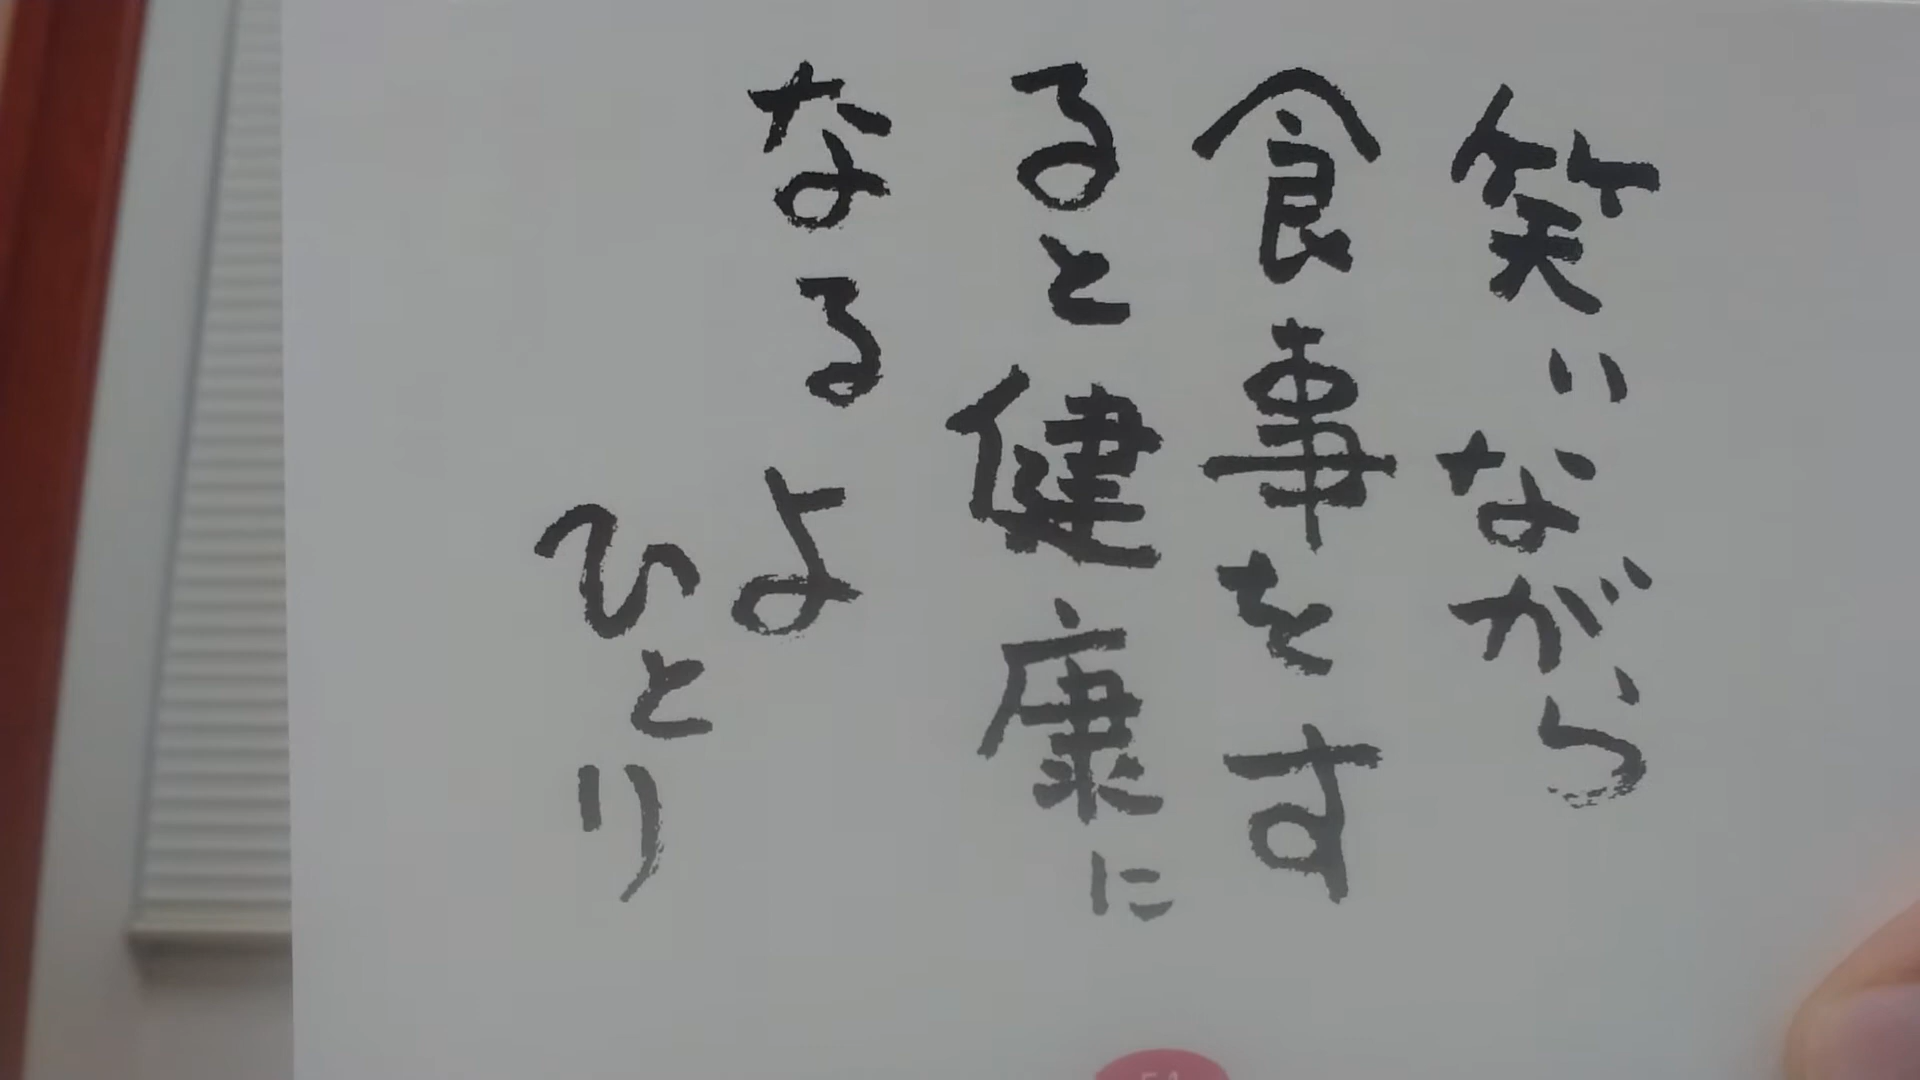 笑いながら
食事をす
ると健康に
なるよ
ひとり